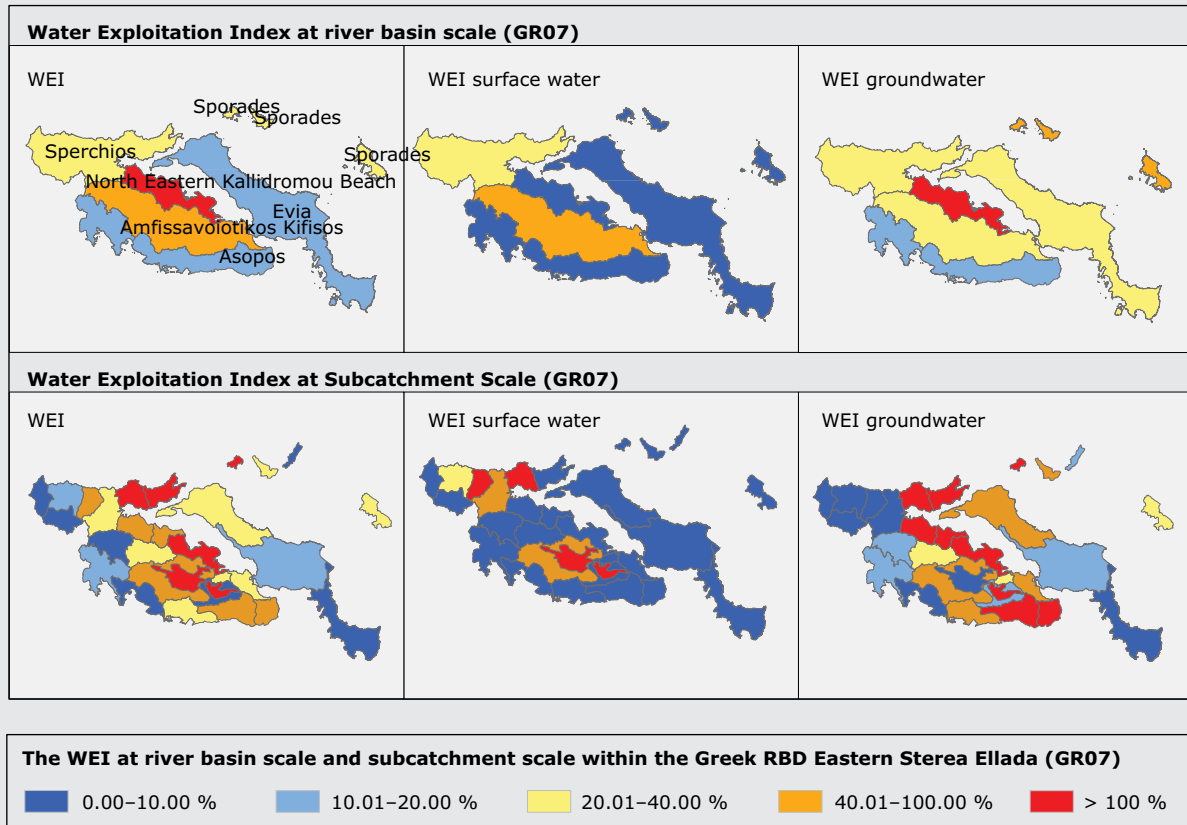 Water Exploitation Index at river basin scale (GR07)
WEI
WEI surface water
WEI groundwater
Sporades
Sporades
Sperchios
Sporades
North Eastern Kallidromou Beach
Evia
Amfissavoiotikos Kifisos
Asopos
Water Exploitation Index at Subcatchment Scale (GR07)
WEI
WEI surface water
WEI groundwater
The WEI at river basin scale and subcatchment scale within the Greek RBD Eastern Sterea Ellada (GR07)
0.00–10.00 %
10.01–20.00 %
20.01–40.00 %
40.01–100.00 %
> 100 %